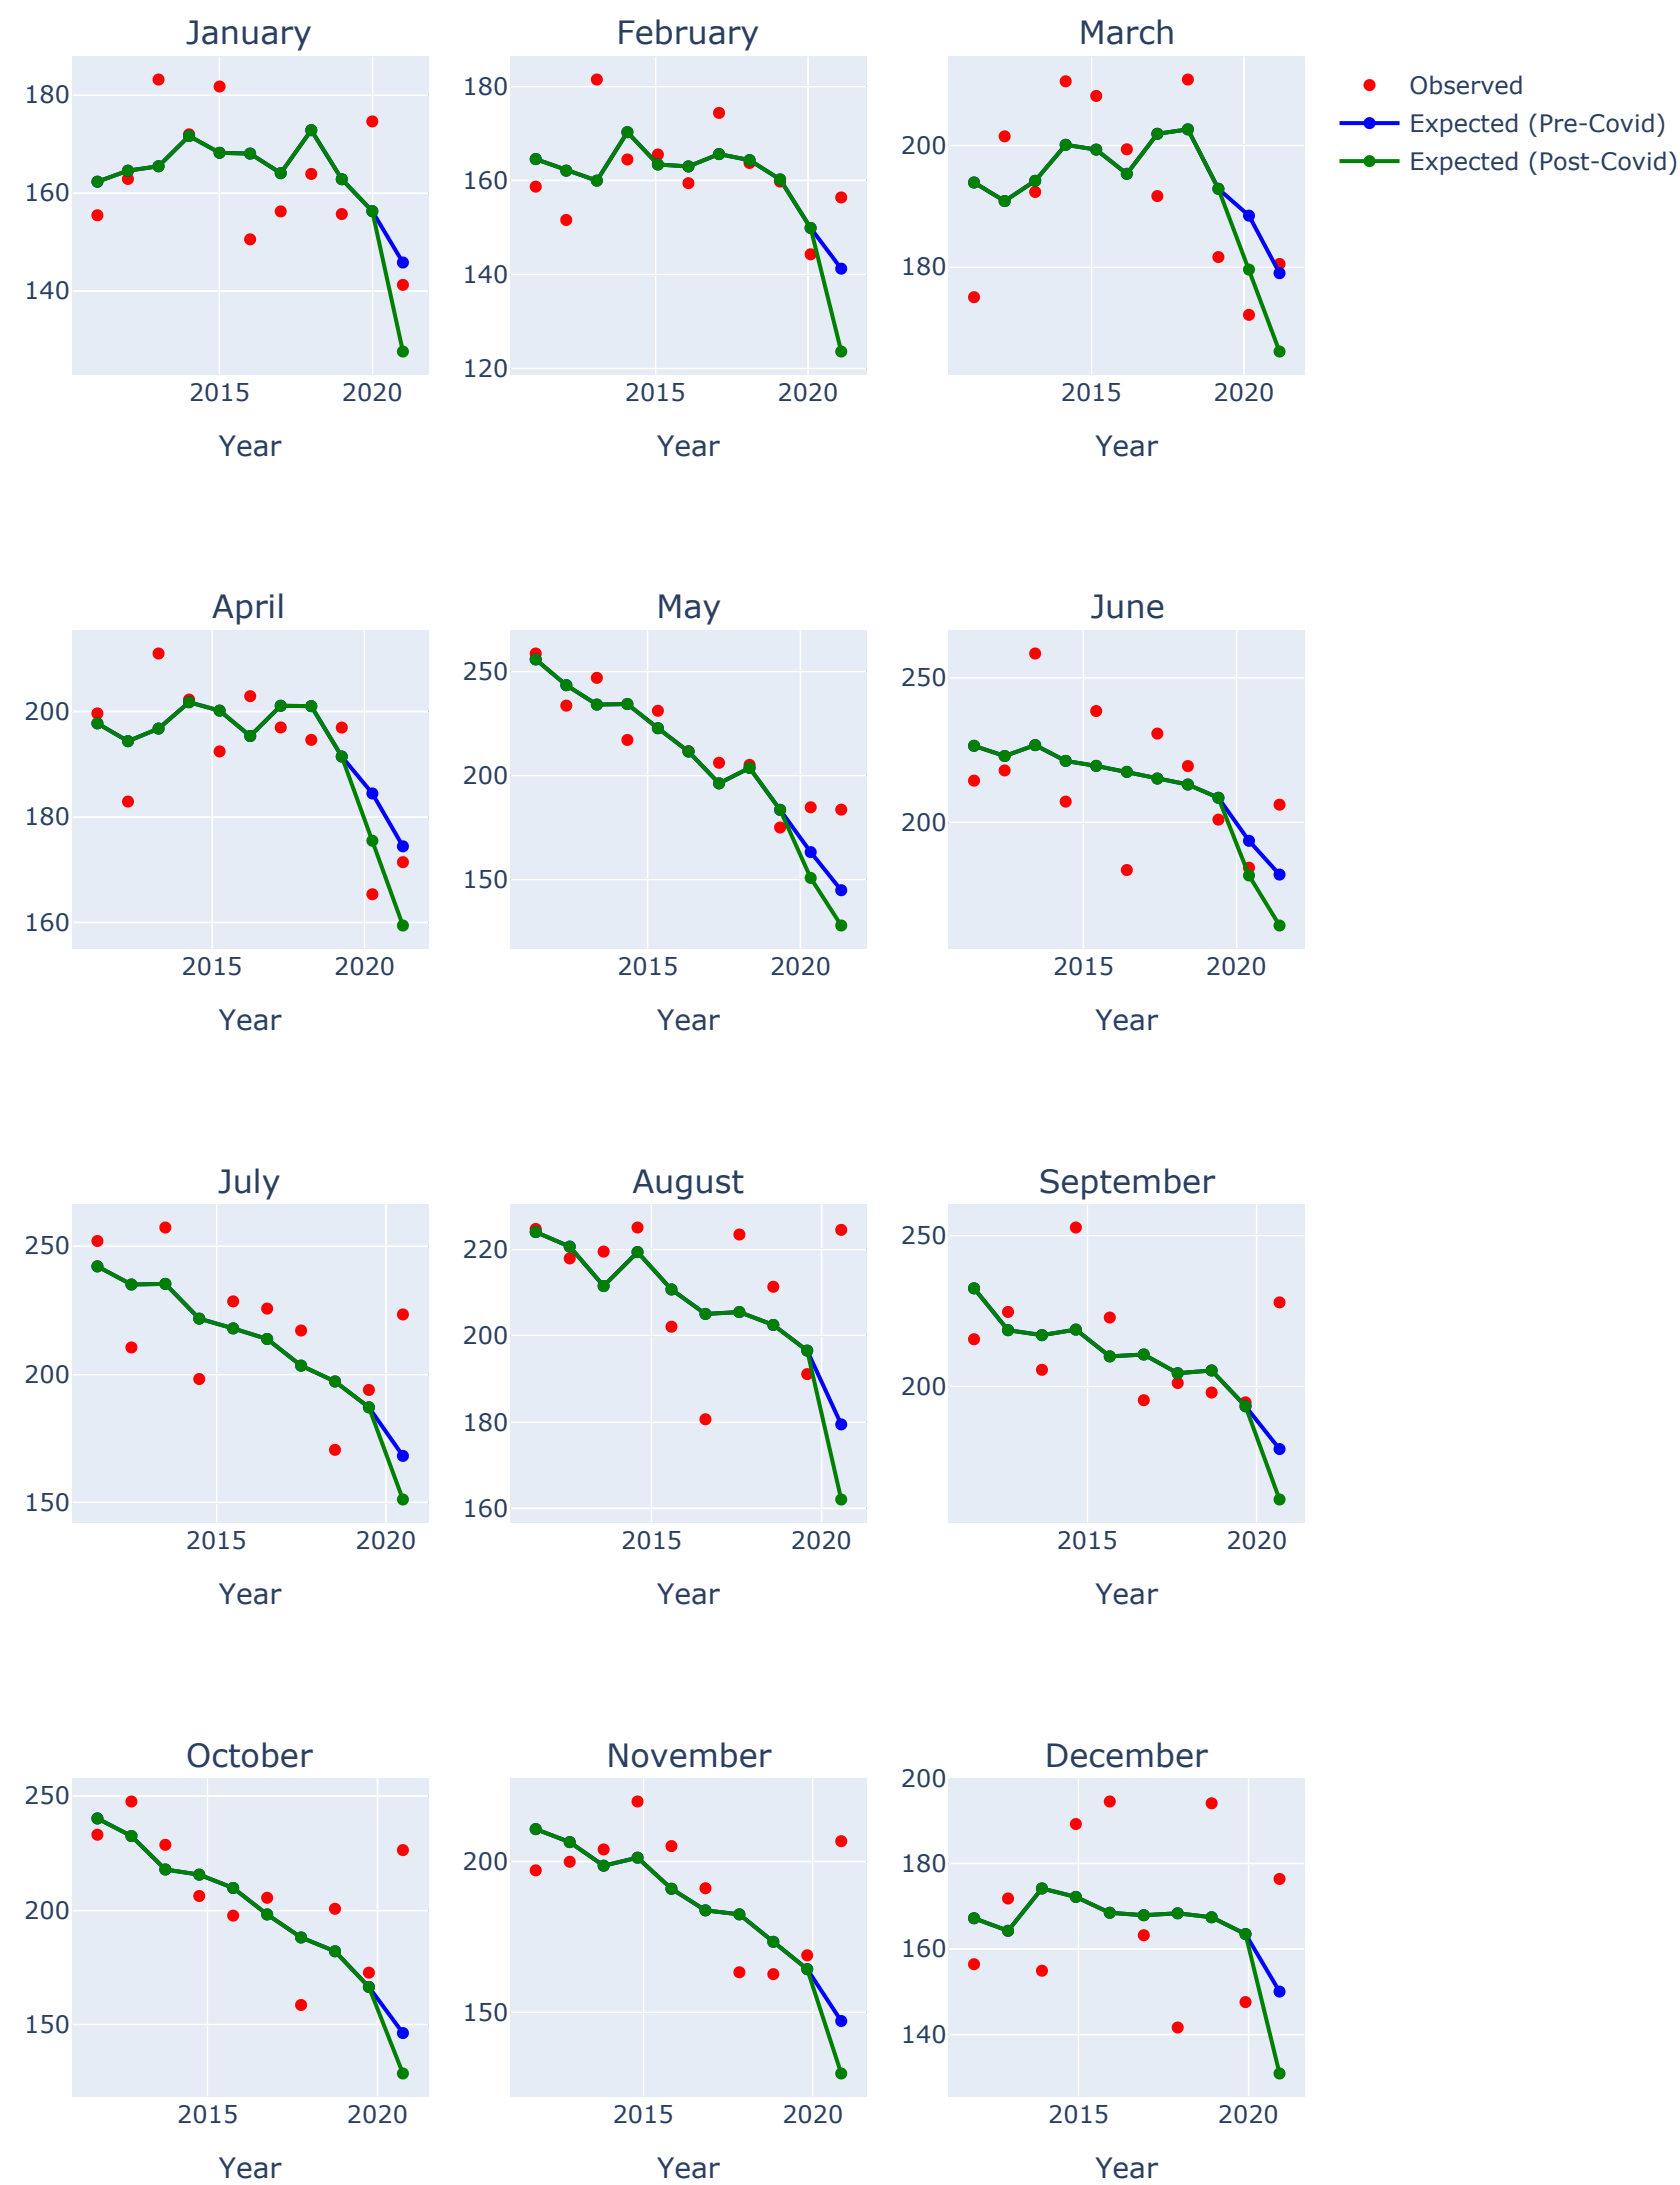 January
February
March
180
160
140
2015
2020
Year
180
160
140
120
2015
2020
Year
200
180
2015
2020
Year
Observed
Expected (Pre-Covid)
Expected (Post-Covid)
April
May
June
200
180
160
2015
2020
Year
250
200
150
2015
2020
Year
250
200
2015
2020
Year
July
August
September
250
200
150
2015
2020
Year
220
200
180
160
2015
2020
Year
250
200
2015
2020
Year
October
November
December
250
200
150
2015
2020
Year
200
150
2015
2020
Year
200
180
160
140
2015
2020
Year